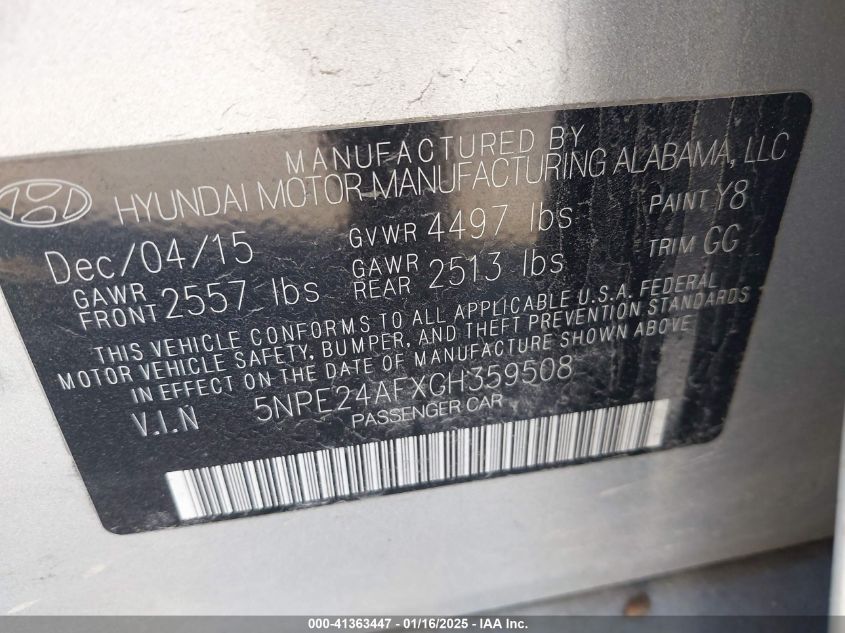 MANUFACTURED BY
HYUNDAI MOTOR MANUFACTURING ALABAMA, LLC
Dec/04/15 GVWR 4497 lbs PAINT Y8
GAWR FRONT 2557 lbs GAWR REAR 2513 lbs TRIM GG
THIS VEHICLE CONFORMS TO ALL APPLICABLE U.S.A. FEDERAL
MOTOR VEHICLE SAFETY, BUMPER, AND THEFT PREVENTION STANDARDS
IN EFFECT ON THE DATE OF MANUFACTURE SHOWN ABOVE
V.I.N 5NPE24AFXGH359508
PASSENGER CAR
000-41363447 - 01/16/2025 - IAA Inc.